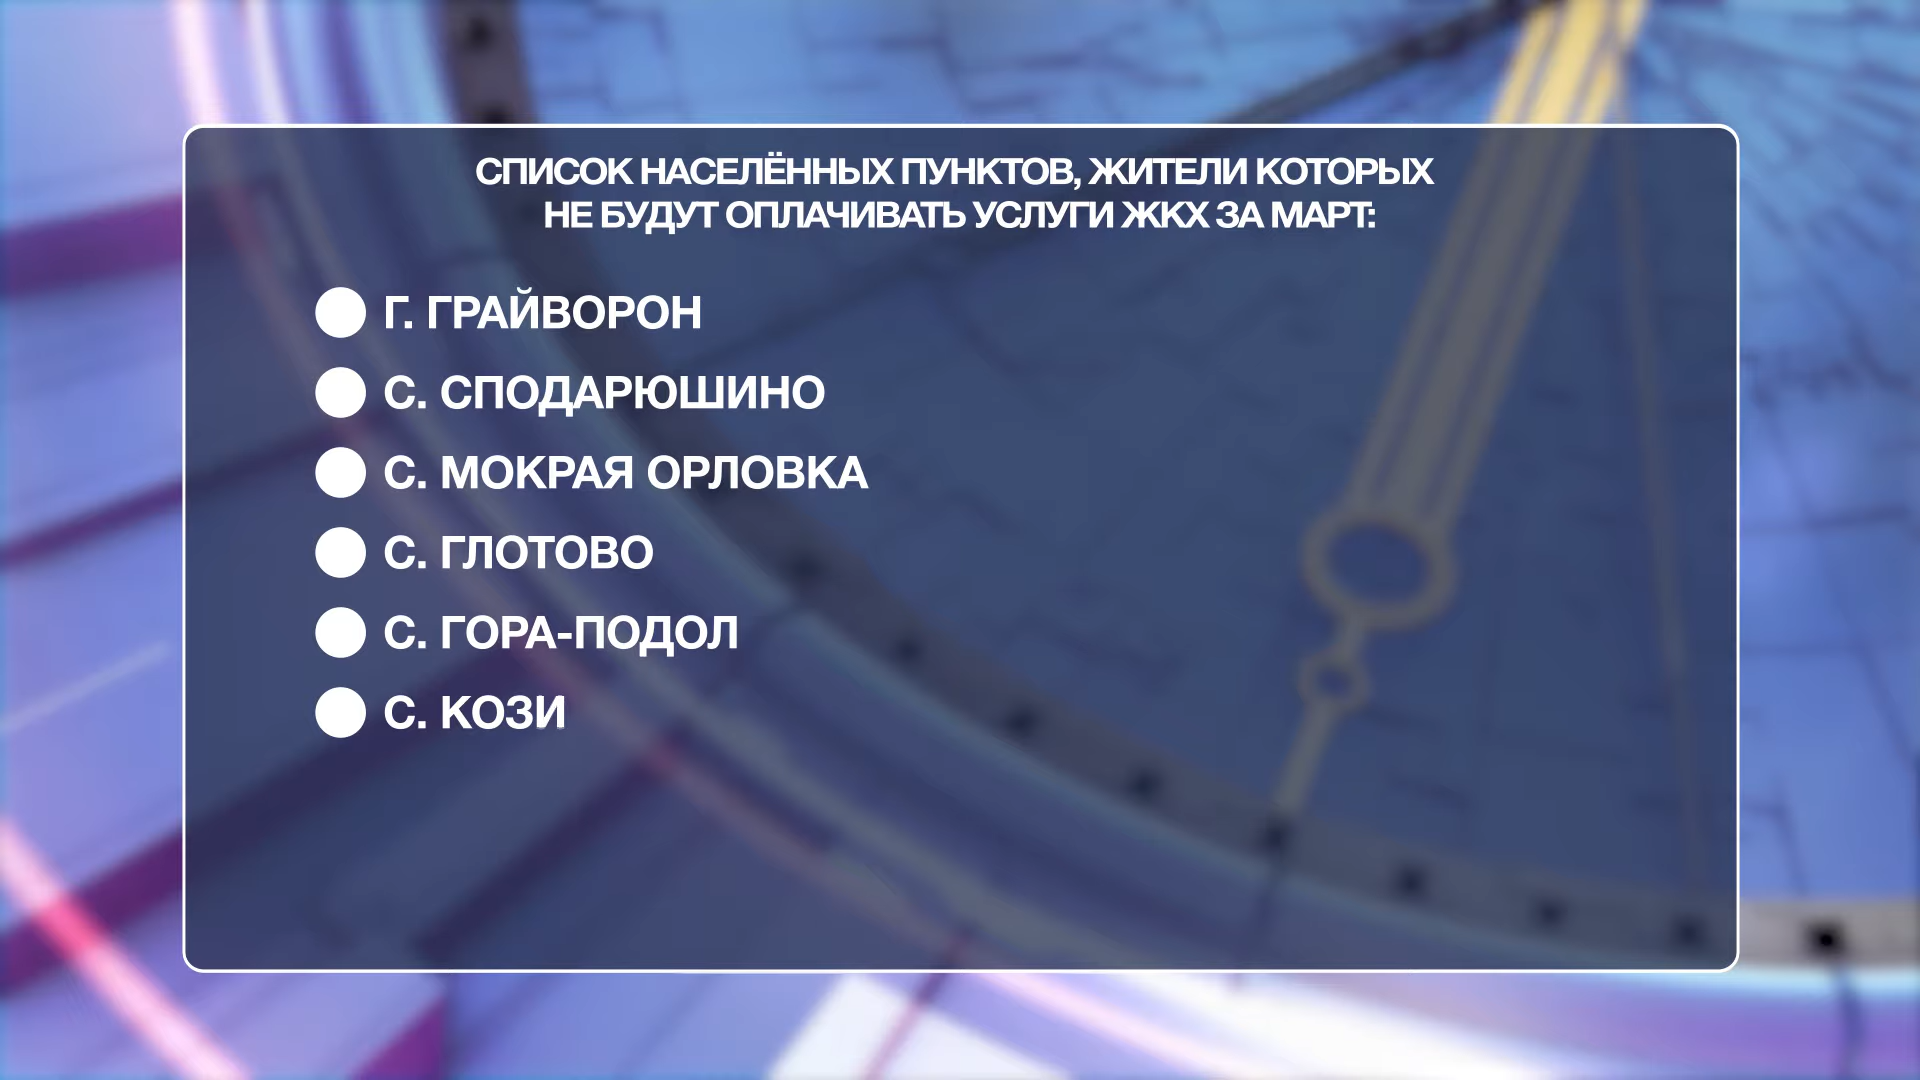 СПИСОК НАСЕЛЁННЫХ ПУНКТОВ, ЖИТЕЛИ КОТОРЫХ
НЕ БУДУТ ОПЛАЧИВАТЬ УСЛУГИ ЖКХ ЗА МАРТ:
Г. ГРАЙВОРОН
С. СПОДАРЮШИНО
С. МОКРАЯ ОРЛОВКА
С. ГЛОТОВО
С. ГОРА-ПОДОЛ
С. КОЗИ